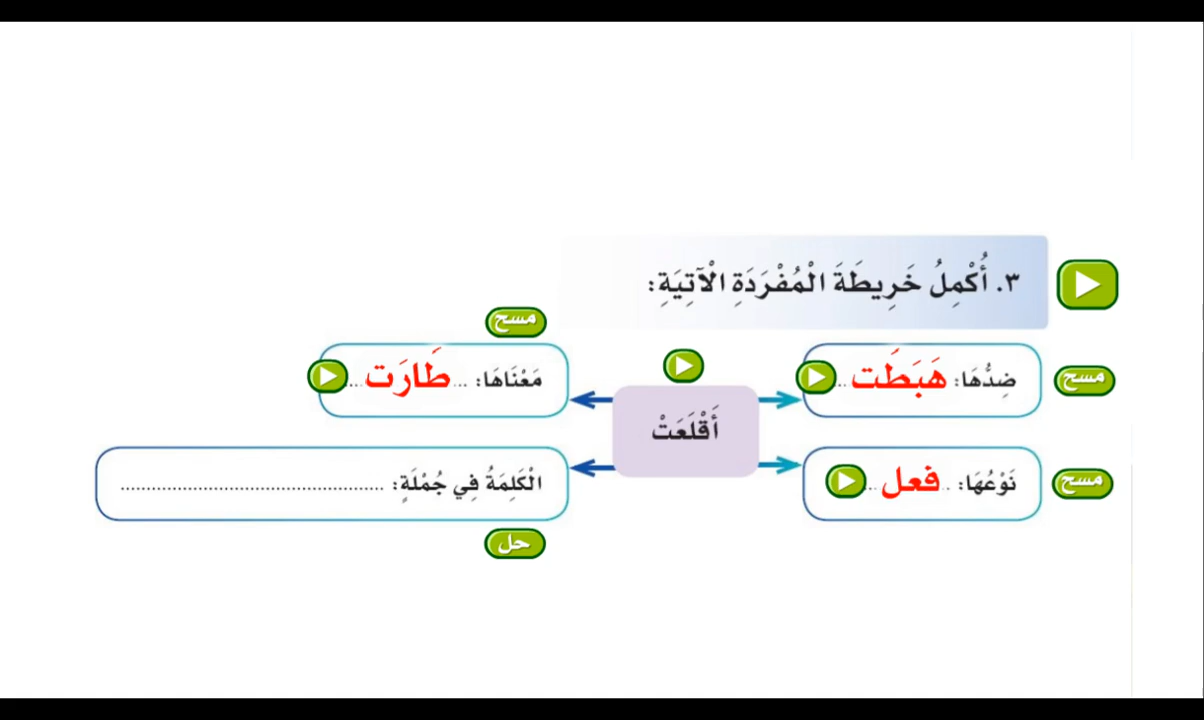 ٣. أُكْمِلُ خَرِيطَةَ الْمُفْرَدَةِ الْآتِيَةِ:
مسح
مسح
ضِدُّهَا: هَبَطَت
أَقْلَعَتْ
مَعْنَاهَا: طَارَت
مسح
نَوْعُهَا: فعل
الْكَلِمَةُ فِي جُمْلَةٍ: ............................................
حل